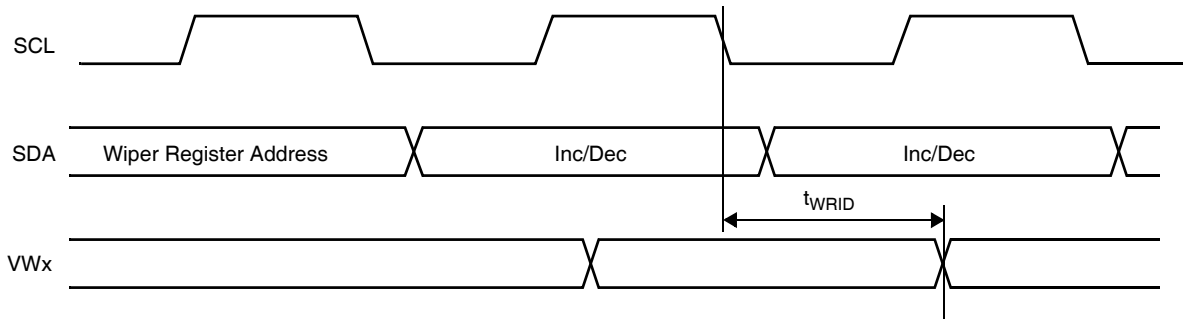 SCL
SDA Wiper Register Address Inc/Dec Inc/Dec
tWRID
VWx